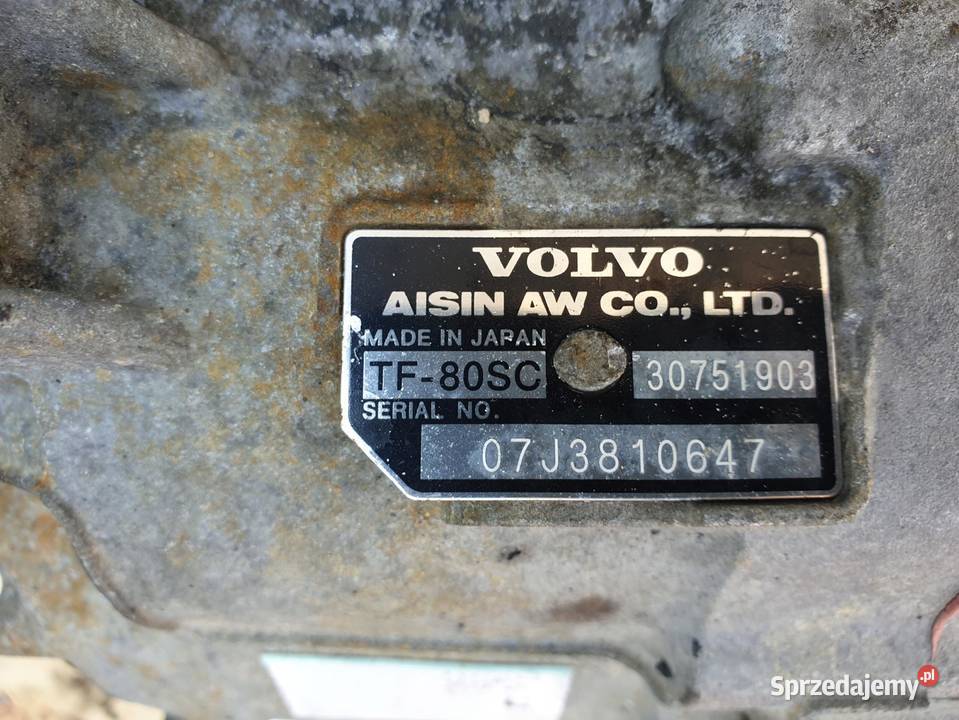 VOLVO
AISIN AW CO., LTD.
MADE IN JAPAN
TF-80SC 30751903
SERIAL NO.
07J3810647
Sprzedajemy.pl